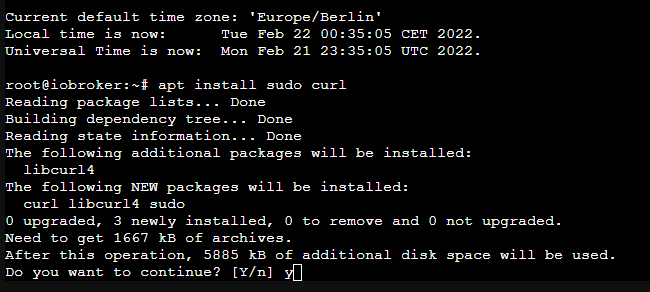 Current default time zone: 'Europe/Berlin'
Local time is now:      Tue Feb 22 00:35:05 CET 2022.
Universal Time is now:  Mon Feb 21 23:35:05 UTC 2022.

root@iobroker:~# apt install sudo curl
Reading package lists... Done
Building dependency tree... Done
Reading state information... Done
The following additional packages will be installed:
  libcurl4
The following NEW packages will be installed:
  curl libcurl4 sudo
0 upgraded, 3 newly installed, 0 to remove and 0 not upgraded.
Need to get 1667 kB of archives.
After this operation, 5885 kB of additional disk space will be used.
Do you want to continue? [Y/n] y